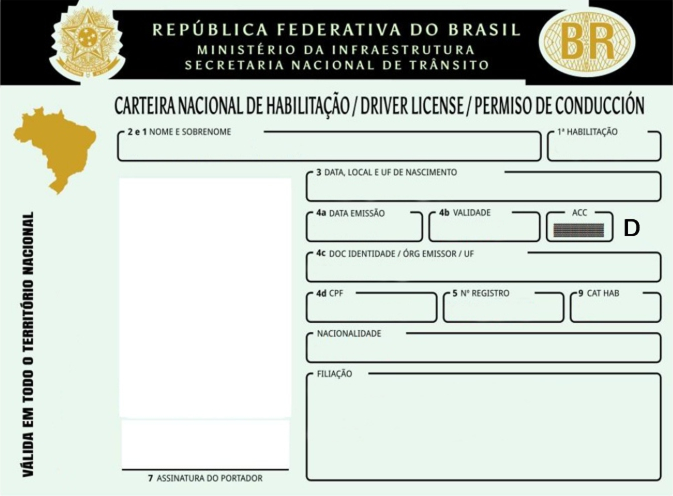 REPÚBLICA FEDERATIVA DO BRASIL
MINISTÉRIO DA INFRAESTRUTURA
SECRETARIA NACIONAL DE TRÂNSITO
BR
CARTEIRA NACIONAL DE HABILITAÇÃO / DRIVER LICENSE / PERMISO DE CONDUCCIÓN
2 e 1 NOME E SOBRENOME
1ª HABILITAÇÃO
3 DATA, LOCAL E UF DE NASCIMENTO
4a DATA EMISSÃO
4b VALIDADE
ACC
D
4c DOC IDENTIDADE / ÓRG EMISSOR / UF
4d CPF
5 Nº REGISTRO
9 CAT HAB
NACIONALIDADE
FILIAÇÃO
7 ASSINATURA DO PORTADOR
VÁLIDA EM TODO O TERRITÓRIO NACIONAL